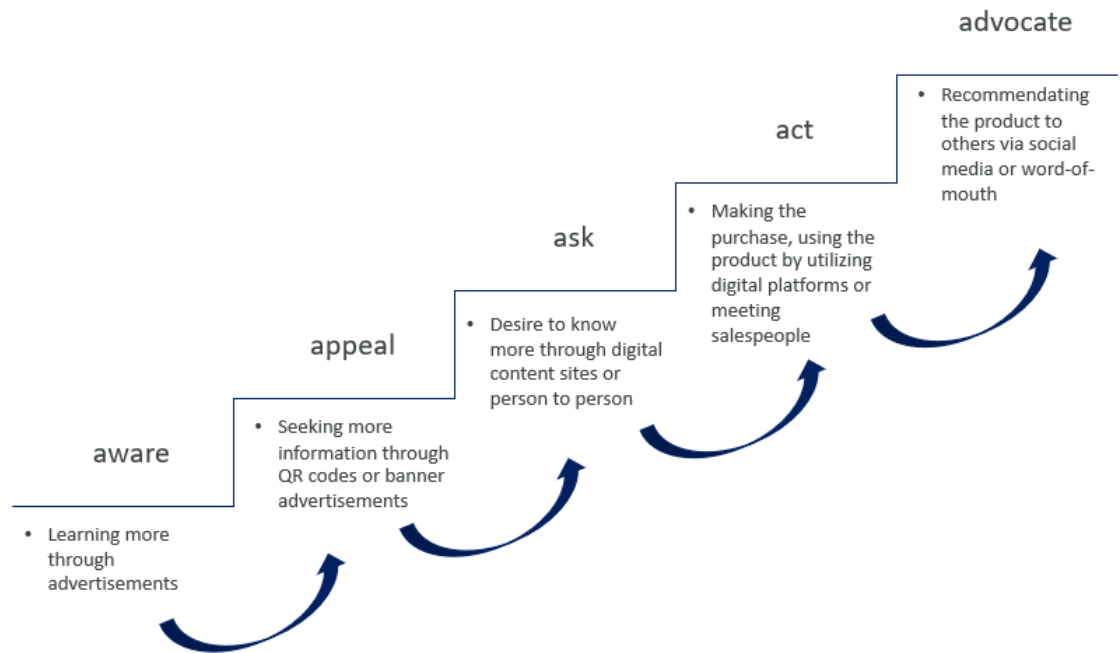 advocate
• Recommendating
the product to
others via social
media or word-of-
mouth
act
• Making the
purchase, using the
product by utilizing
digital platforms or
meeting
salespeople
ask
• Desire to know
more through digital
content sites or
person to person
appeal
• Seeking more
information through
QR codes or banner
advertisements
aware
• Learning more
through
advertisements